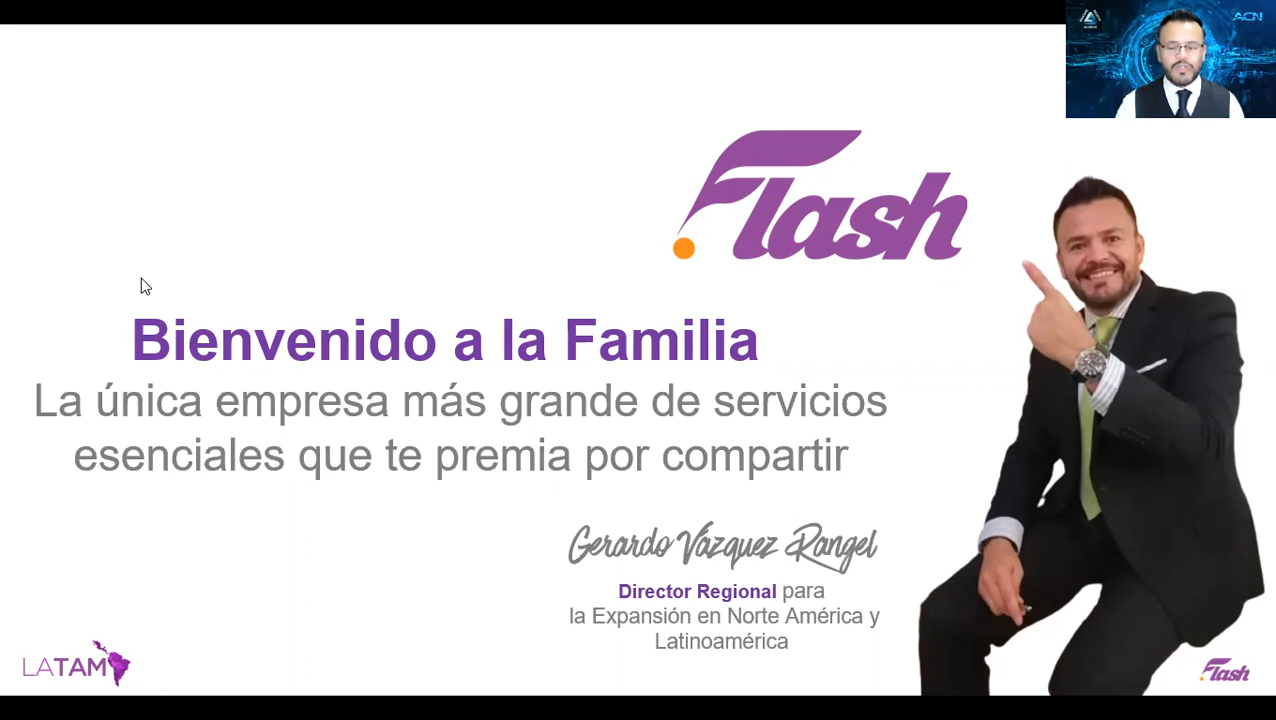 ACN
Flash
Bienvenido a la Familia
La única empresa más grande de servicios
esenciales que te premia por compartir
Gerardo Vázquez Rangel
Director Regional para
la Expansión en Norte América y
Latinoamérica
LATAM
Flash